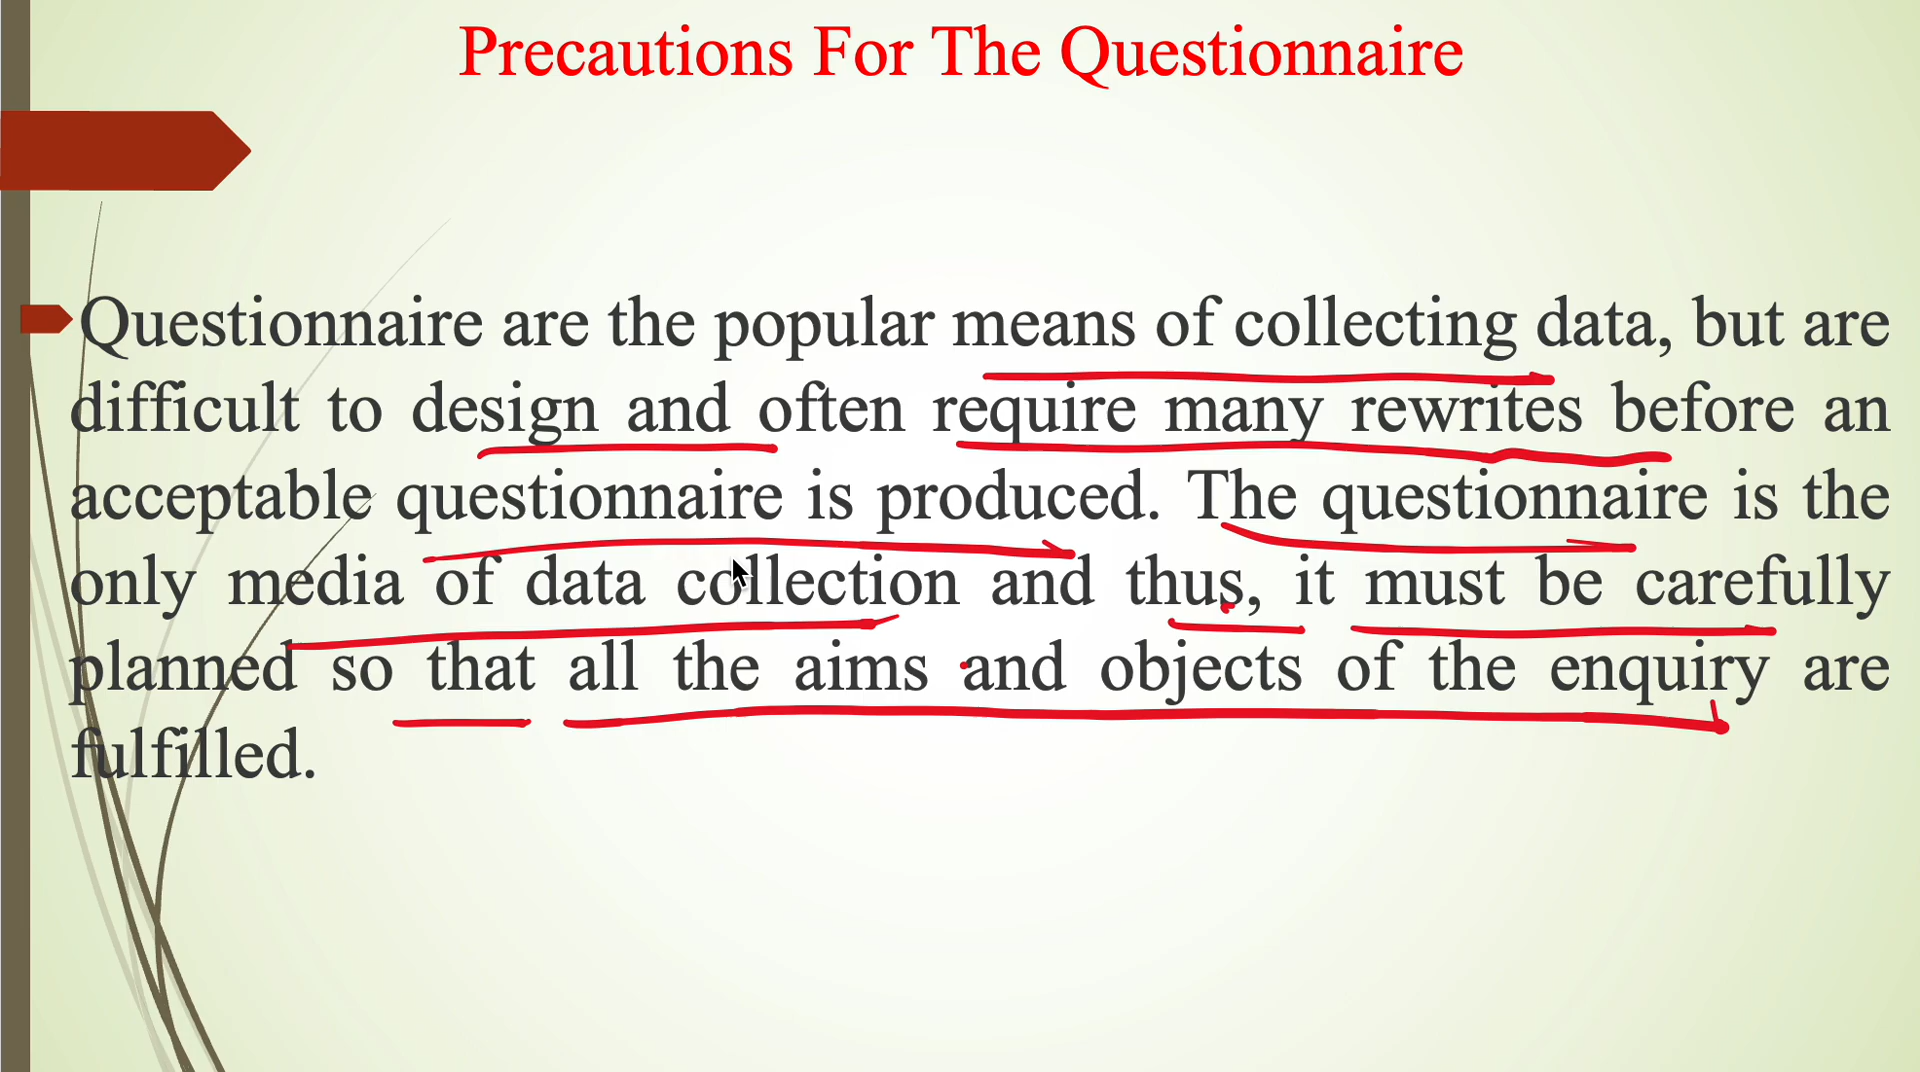 Precautions For The Questionnaire
Questionnaire are the popular means of collecting data, but are
difficult to design and often require many rewrites before an
acceptable questionnaire is produced. The questionnaire is the
only media of data collection and thus, it must be carefully
planned so that all the aims and objects of the enquiry are
fulfilled.